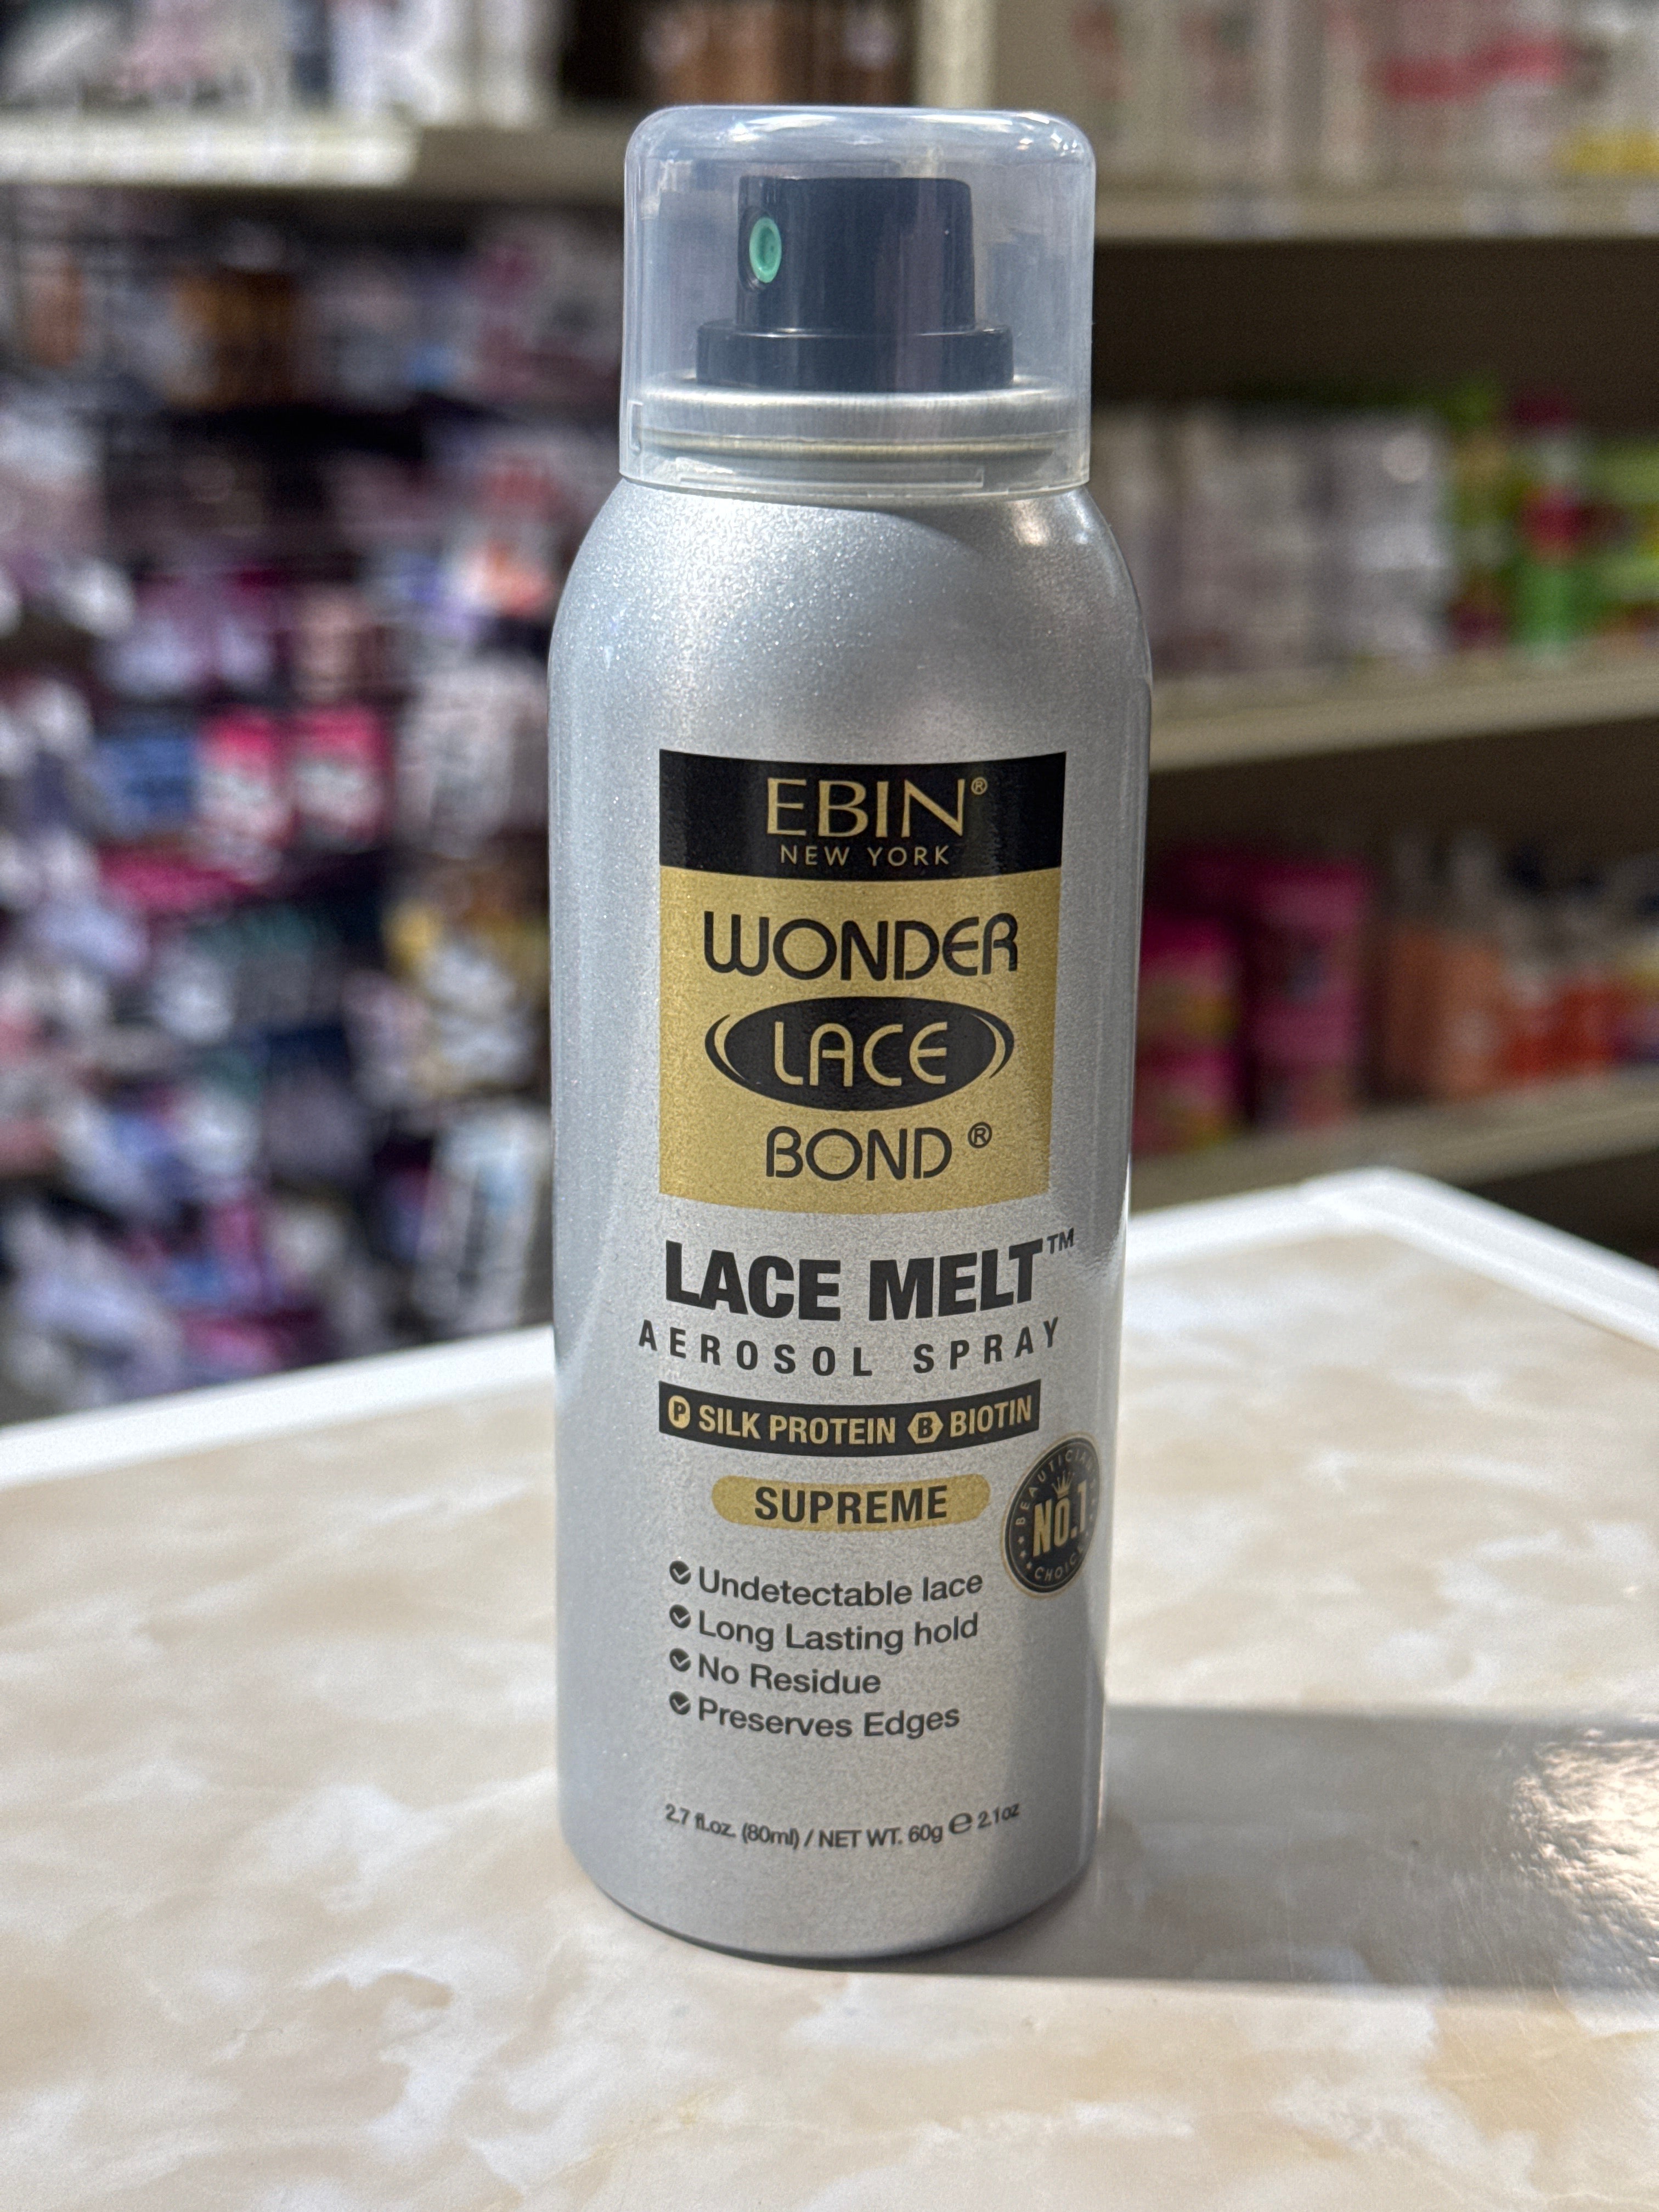 EBIN®
NEW YORK
WONDER
LACE
BOND®
LACE MELT™
AEROSOL SPRAY
P SILK PROTEIN B BIOTIN
SUPREME
NO.1
CHOICE
Undetectable lace
Long Lasting hold
No Residue
Preserves Edges
2.7 fl.oz. (80ml) / NET WT. 60g ℮ 2.1oz